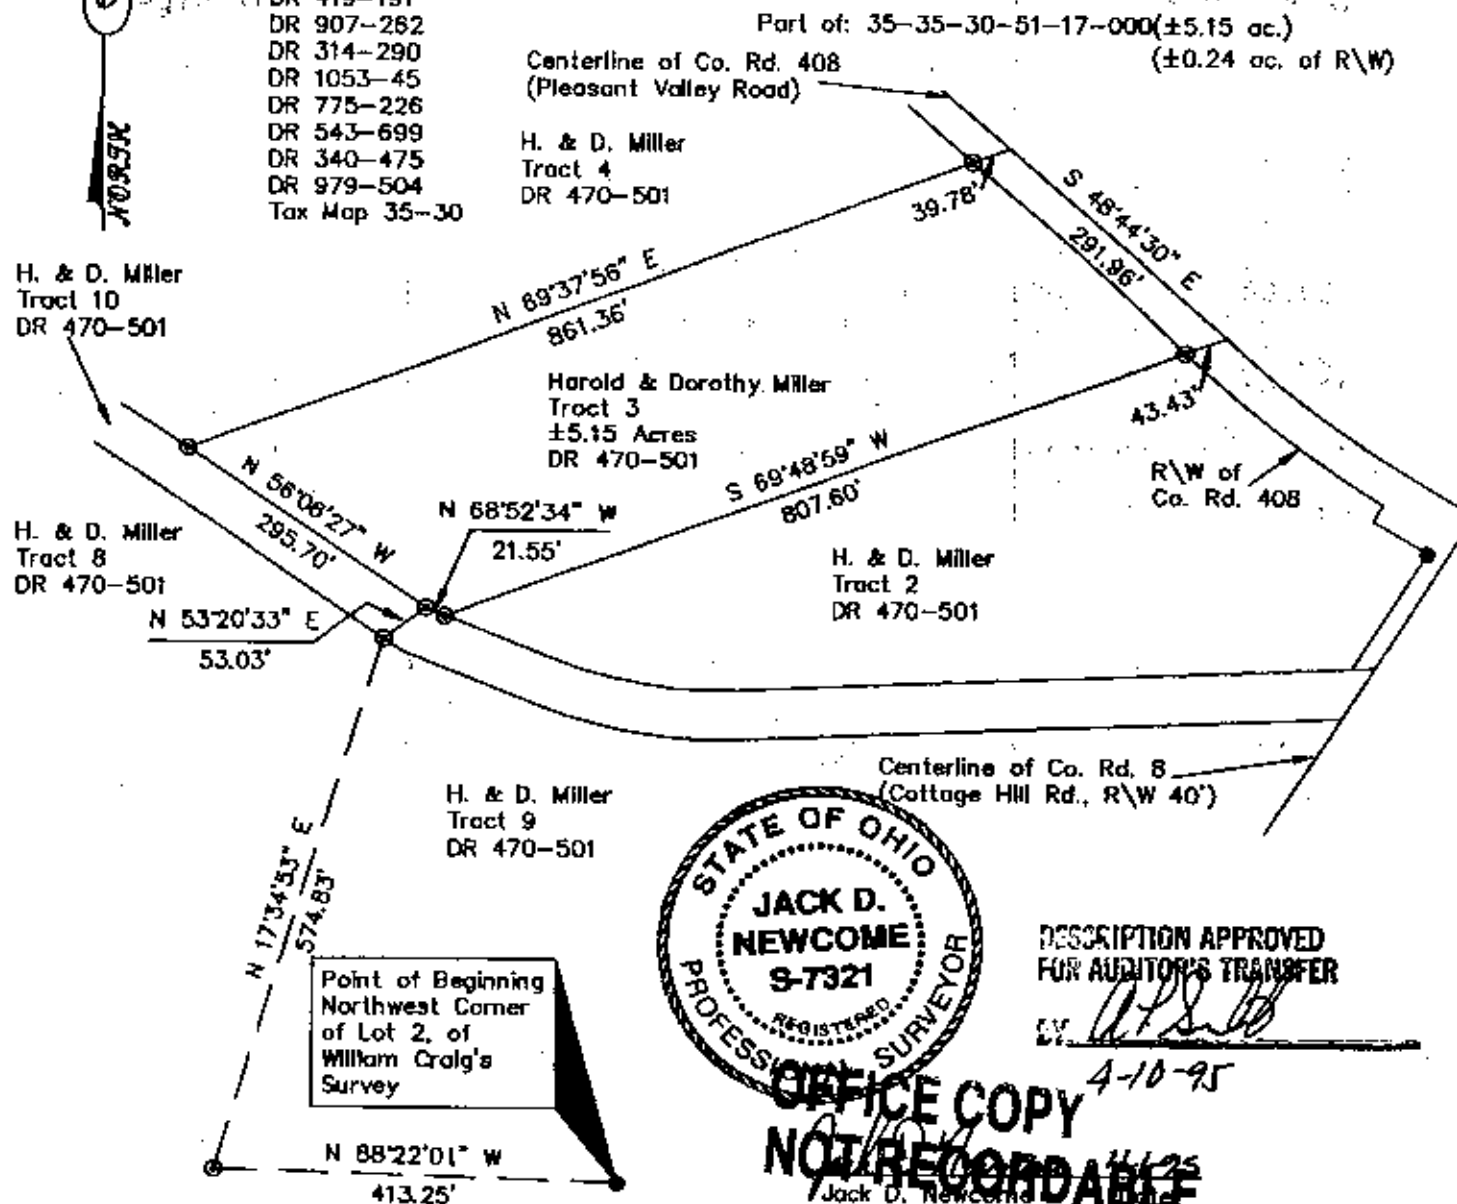 DR 419-191
DR 907-282
DR 314-290
DR 1053-45
DR 775-226
DR 543-699
DR 340-475
DR 979-504
Tax Map 35-30
NORTH
Part of: 35-35-30-51-17-000(±5.15 ac.)
(±0.24 ac. of R\W)
Centerline of Co. Rd. 408
(Pleasant Valley Road)
H. & D. Miller
Tract 4
DR 470-501
39.78'
S 48°44'30" E
291.96'
H. & D. Miller
Tract 10
DR 470-501
N 69°37'56" E
861.36'
Harold & Dorothy Miller
Tract 3
±5.15 Acres
DR 470-501
43.43'
S 69°48'59" W
807.60'
R\W of
Co. Rd. 408
N 56°06'27" W
295.70'
N 68°52'34" W
21.55'
H. & D. Miller
Tract 8
DR 470-501
H. & D. Miller
Tract 2
DR 470-501
N 53°20'33" E
53.03'
Centerline of Co. Rd. 8
(Cottage Hill Rd., R\W 40')
H. & D. Miller
Tract 9
DR 470-501
N 17°34'53" E
574.83'
STATE OF OHIO
JACK D.
NEWCOME
S-7321
REGISTERED
PROFESSIONAL SURVEYOR
DESCRIPTION APPROVED
FOR AUDITOR'S TRANSFER
BY
4-10-95
Point of Beginning
Northwest Corner
of Lot 2, of
William Craig's
Survey
OFFICE COPY
NOT RECORDABLE
Jack D. Newcome
N 88°22'01" W
413.25'